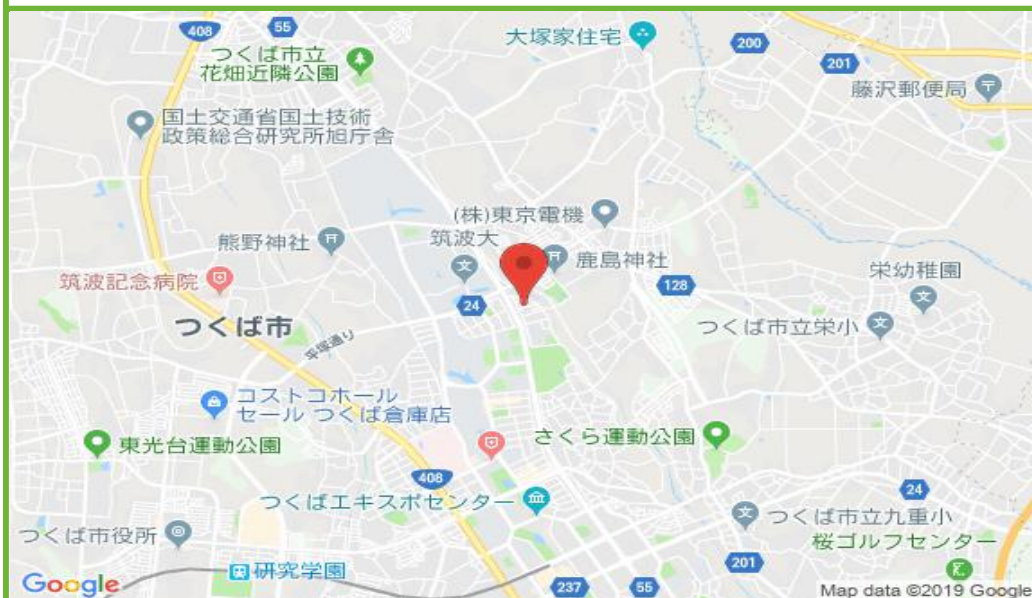 408
55
つくば市立
花畑近隣公園
大塚家住宅
200
201
藤沢郵便局
国土交通省国土技術
政策総合研究所旭庁舎
(株)東京電機
熊野神社
筑波大
鹿島神社
筑波記念病院
栄幼稚園
24
128
つくば市
つくば市立栄小
平塚通り
コストコホール
セール つくば倉庫店
東光台運動公園
さくら運動公園
408
24
つくばエキスポセンター
つくば市立九重小
つくば市役所
桜ゴルフセンター
研究学園
201
Google
237
55
Map data ©2019 Google